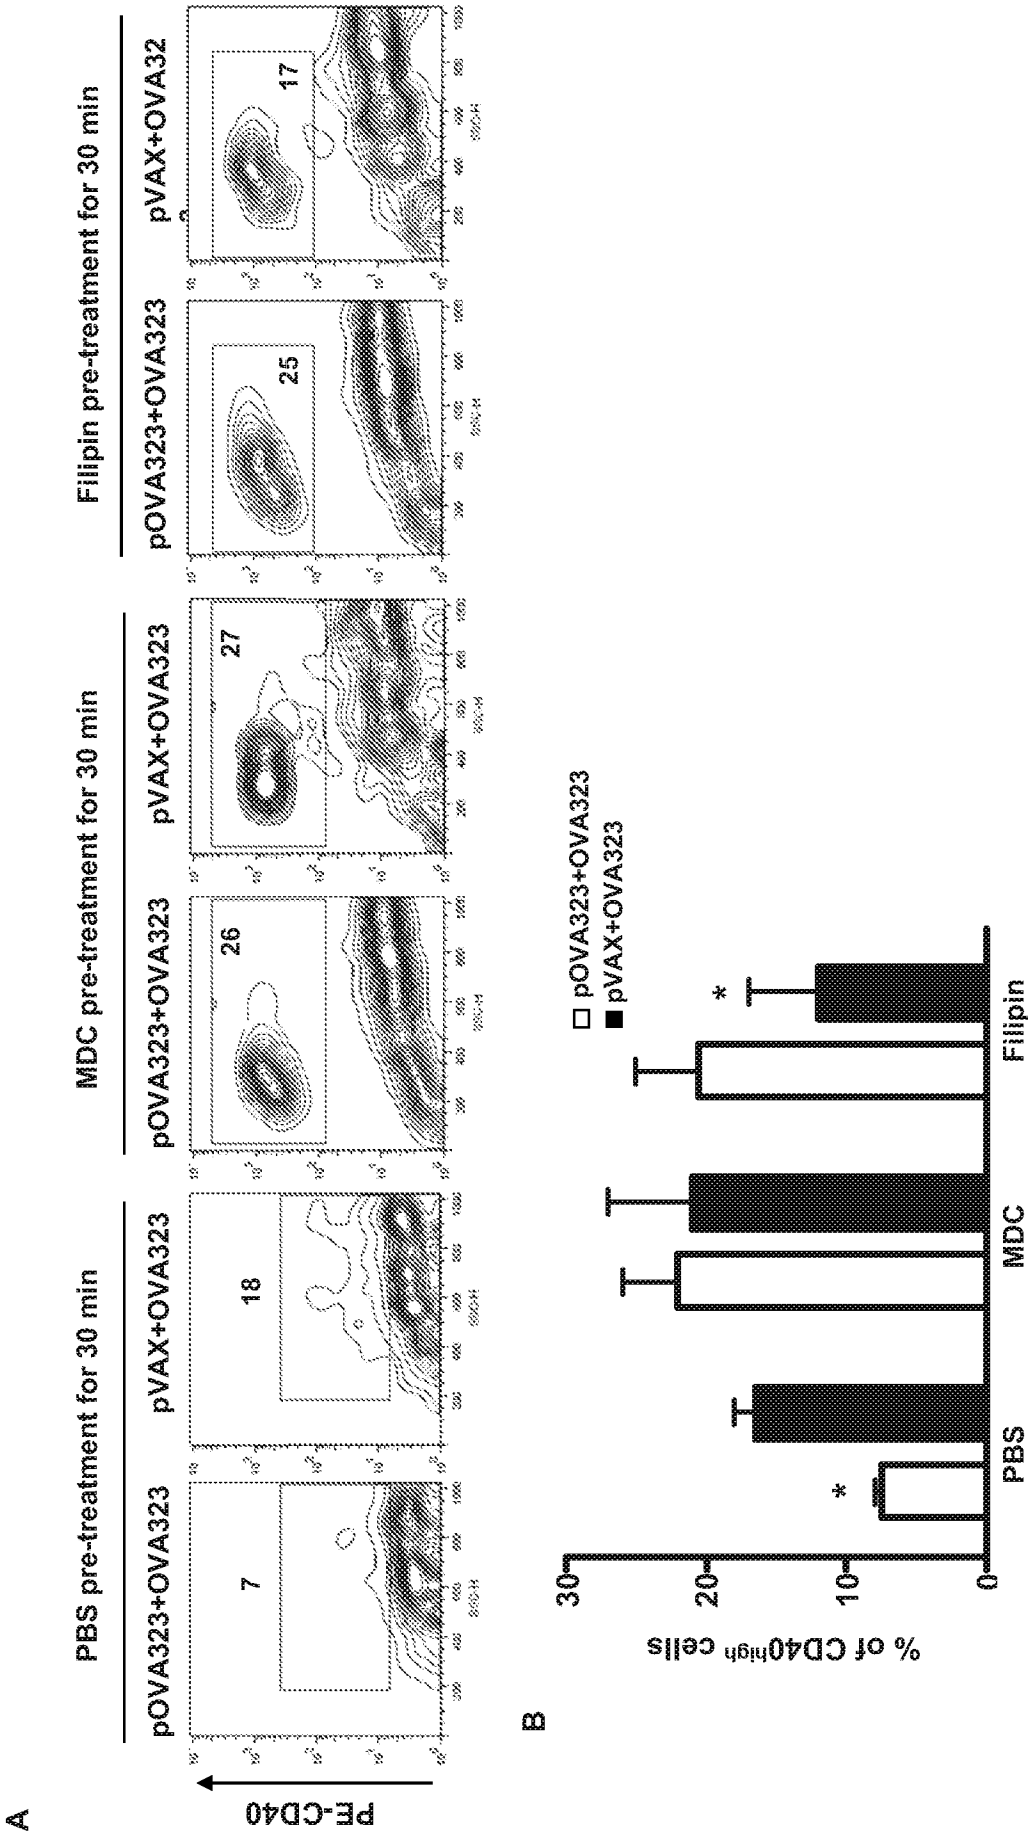 A
PBS pre-treatment for 30 min
MDC pre-treatment for 30 min
Filipin pre-treatment for 30 min
pOVA323+OVA323
pVAX+OVA323
pOVA323+OVA323
pVAX+OVA323
pOVA323+OVA323
pVAX+OVA32
3
PE-CD40
7
18
26
27
25
17
B
% of CD40high cells
30
20
10
0
*
*
PBS
MDC
Filipin
pOVA323+OVA323
pVAX+OVA323